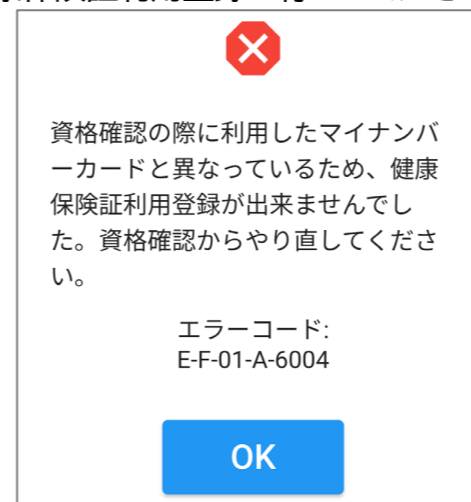 資格確認の際に利用したマイナンバ
ーカードと異なっているため、健康
保険証利用登録が出来ませんでし
た。資格確認からやり直してくださ
い。
エラーコード:
E-F-01-A-6004
OK